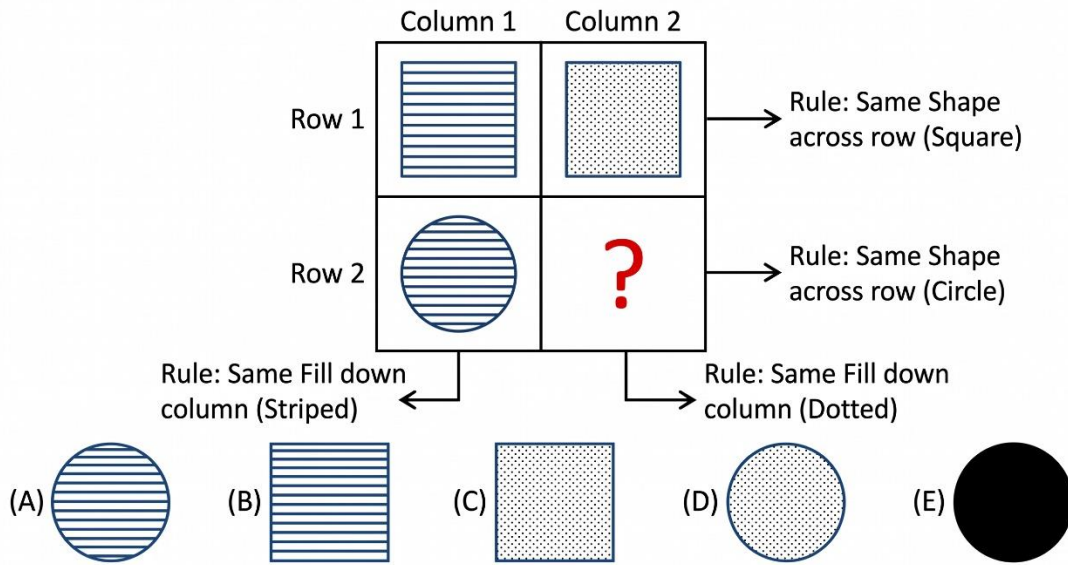 Column 1
Column 2
Row 1
Rule: Same Shape
across row (Square)
Row 2
?
Rule: Same Shape
across row (Circle)
Rule: Same Fill down
column (Striped)
Rule: Same Fill down
column (Dotted)
(A)
(B)
(C)
(D)
(E)